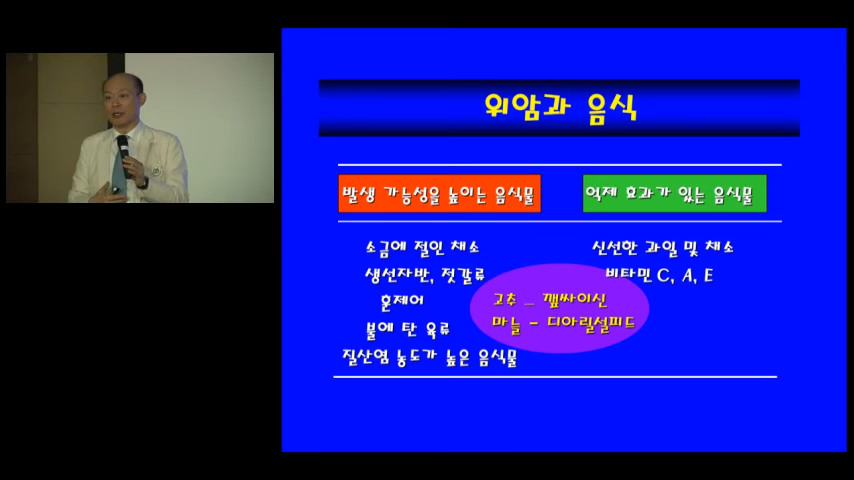 위암과 음식
발생 가능성을 높이는 음식물
억제 효과가 있는 음식물
소금에 절인 채소
생선자반, 젓갈류
훈제어
불에 탄 육류
질산염 농도가 높은 음식물
신선한 과일 및 채소
비타민 C, A, E
고추 – 깹싸이신
마늘 – 디아릴설피드